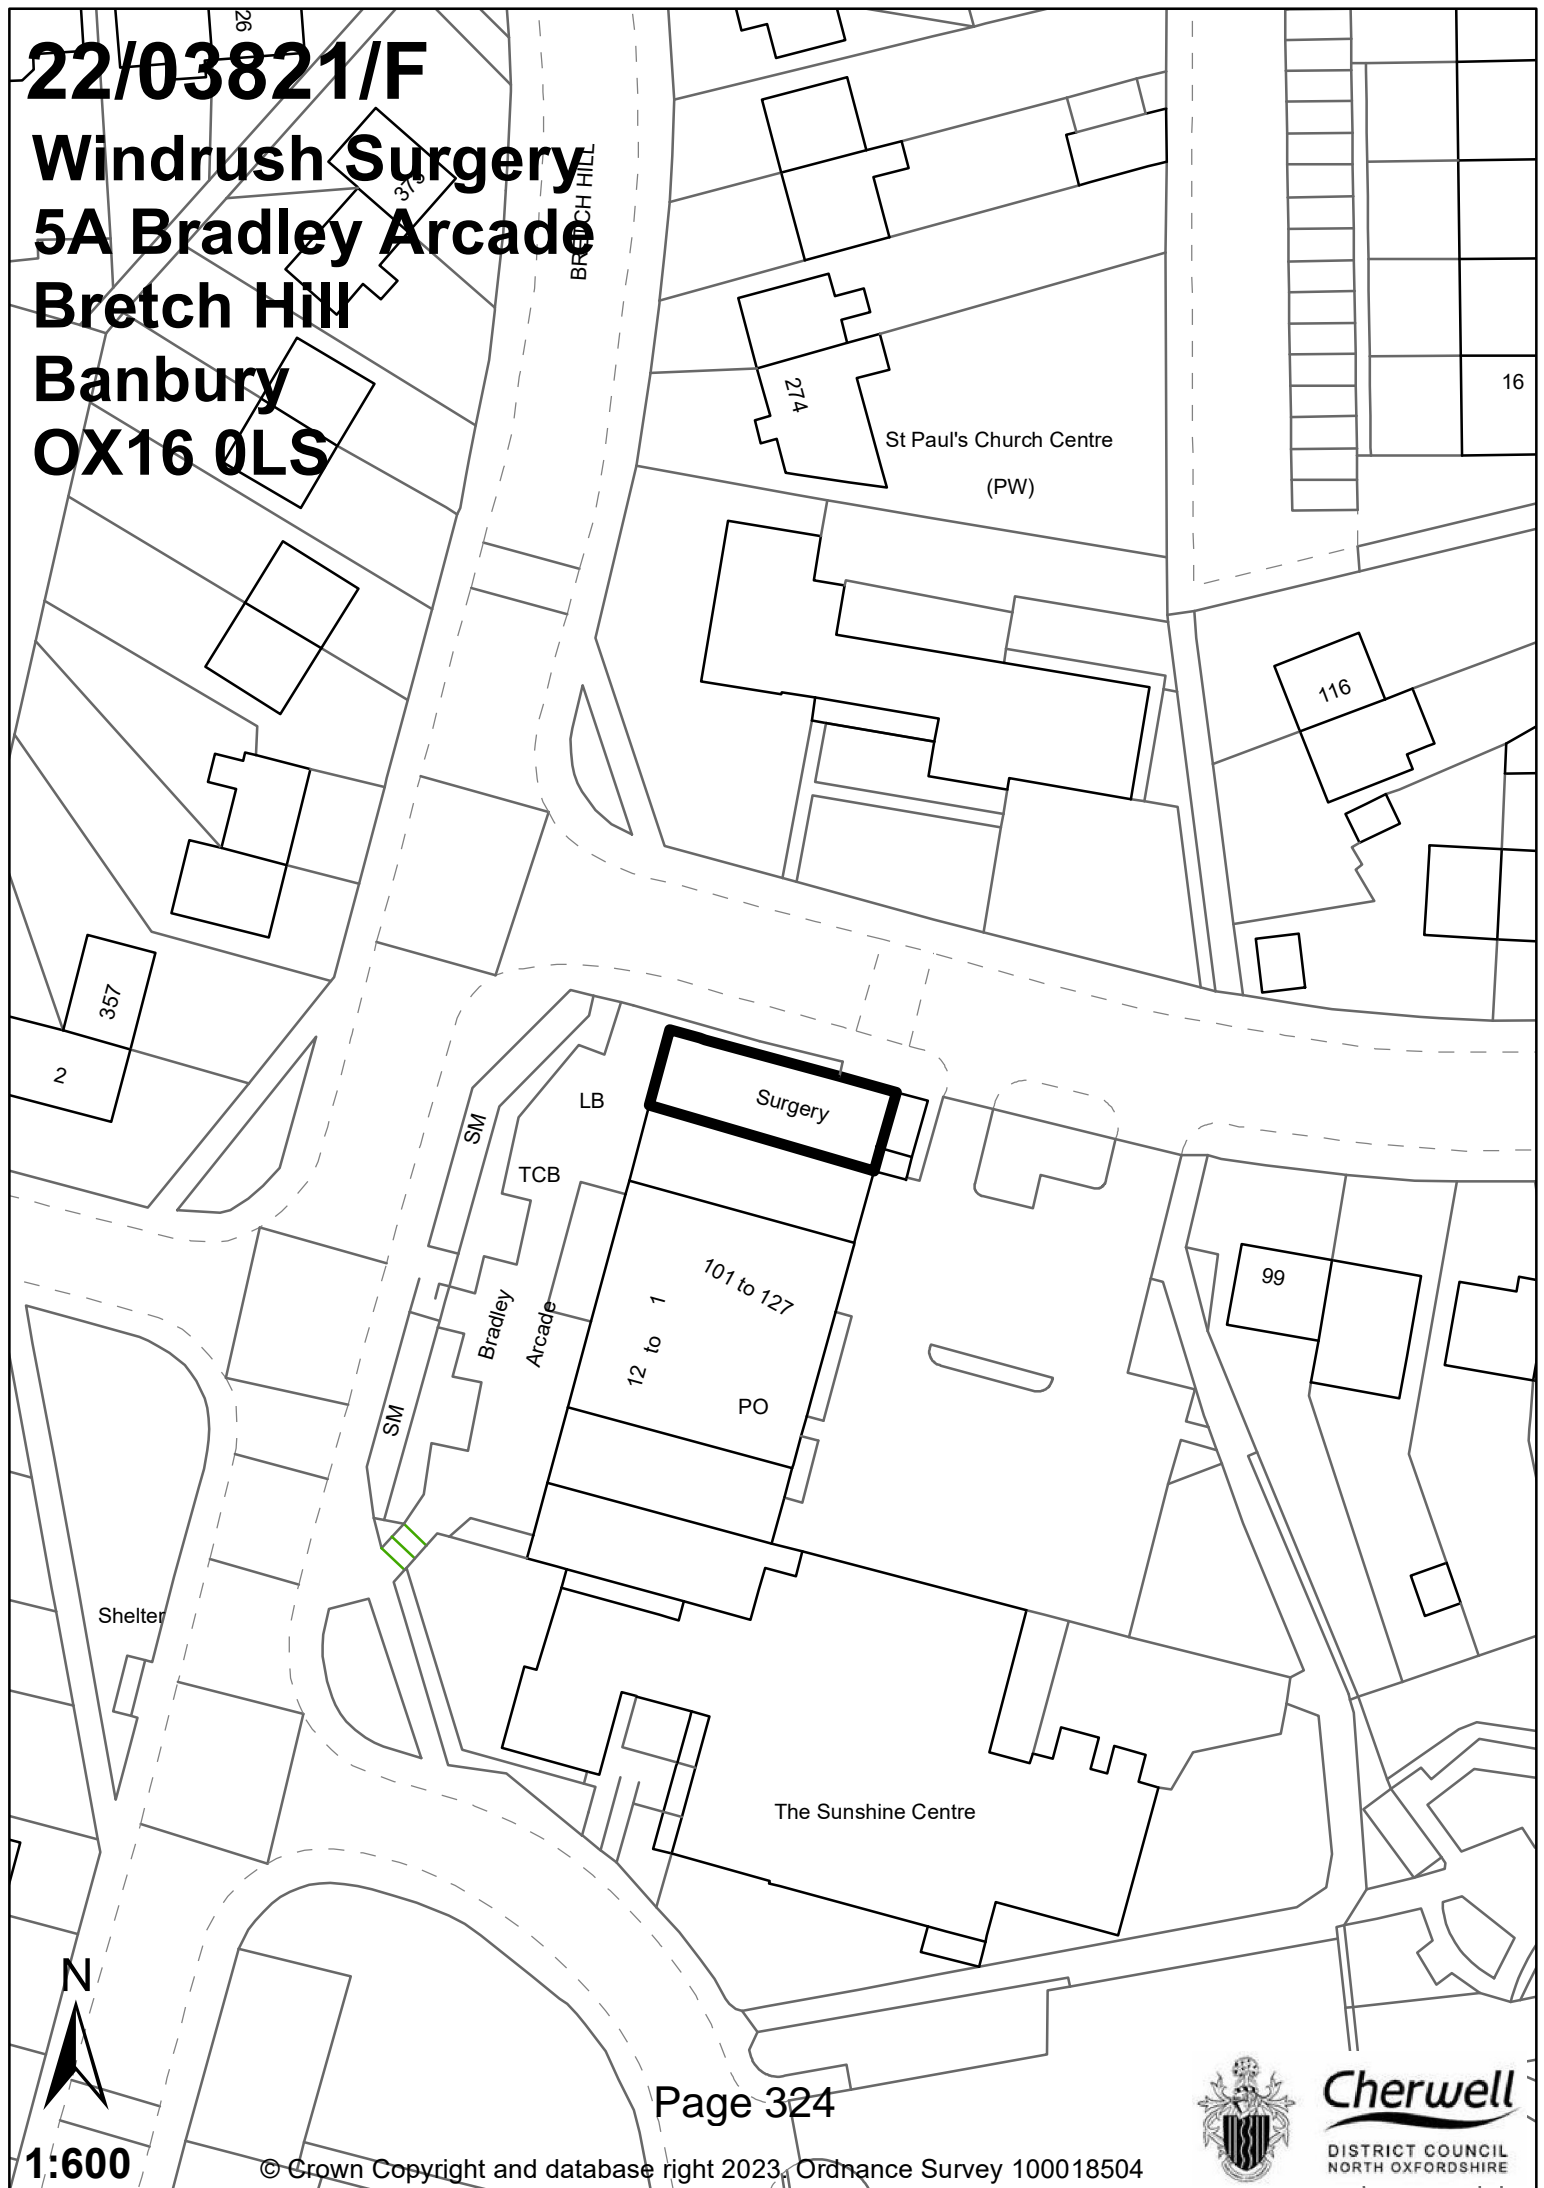 26
22/03821/F
Windrush Surgery
5A Bradley Arcade
Bretch Hill
Banbury
OX16 0LS
BRETCH HILL
16
274
St Paul's Church Centre
(PW)
116
357
2
Surgery
LB
SM
TCB
99
101 to 127
Bradley
Arcade
12 to 1
PO
SM
Shelter
The Sunshine Centre
N
Page 324
Cherwell
DISTRICT COUNCIL
NORTH OXFORDSHIRE
1:600
© Crown Copyright and database right 2023. Ordnance Survey 100018504